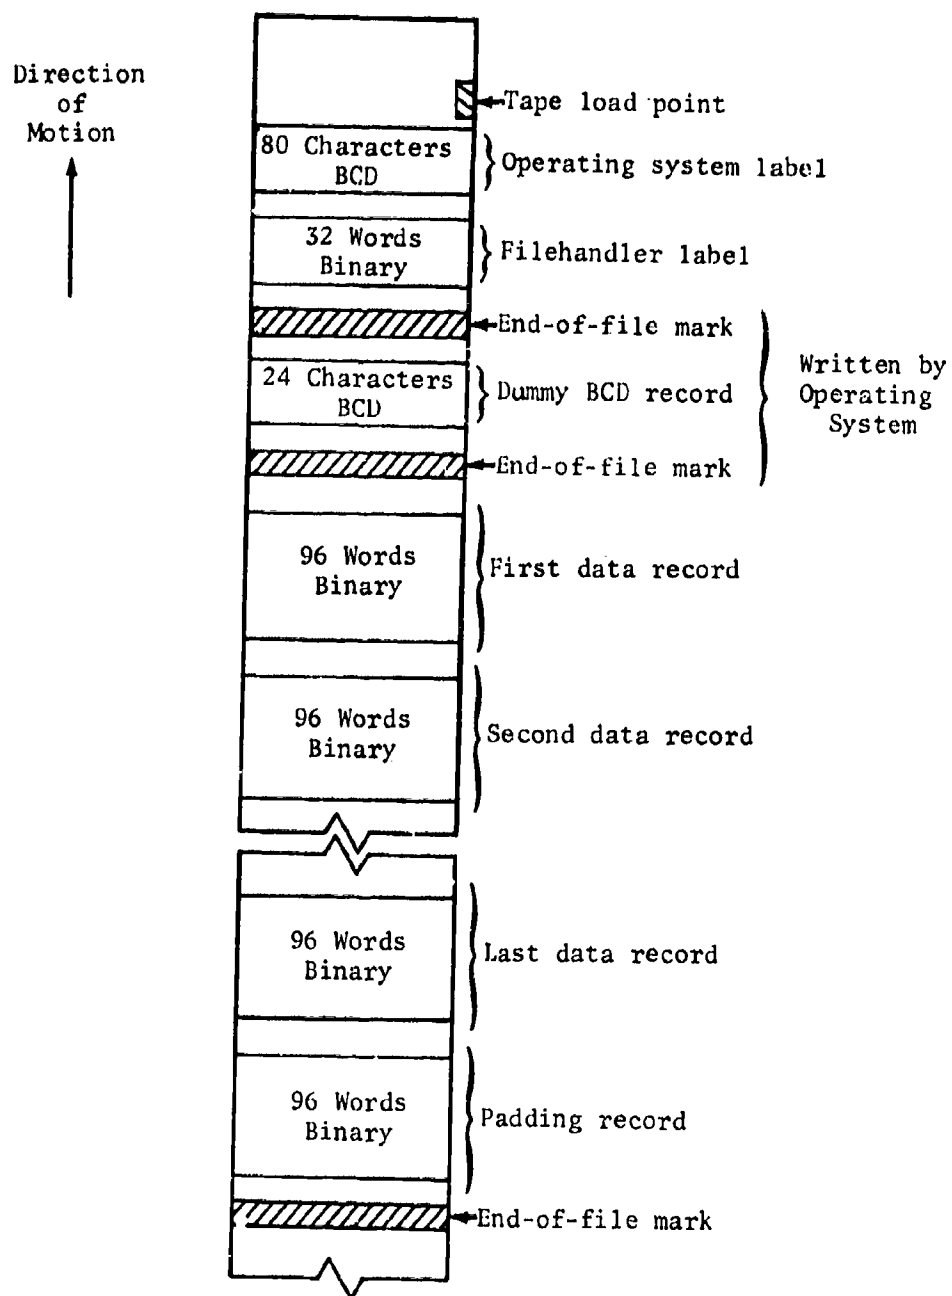 Direction
of
Motion
Tape load point
80 Characters
BCD
Operating system label
32 Words
Binary
Filehandler label
End-of-file mark
24 Characters
BCD
Dummy BCD record
End-of-file mark
Written by
Operating
System
96 Words
Binary
First data record
96 Words
Binary
Second data record
96 Words
Binary
Last data record
96 Words
Binary
Padding record
End-of-file mark